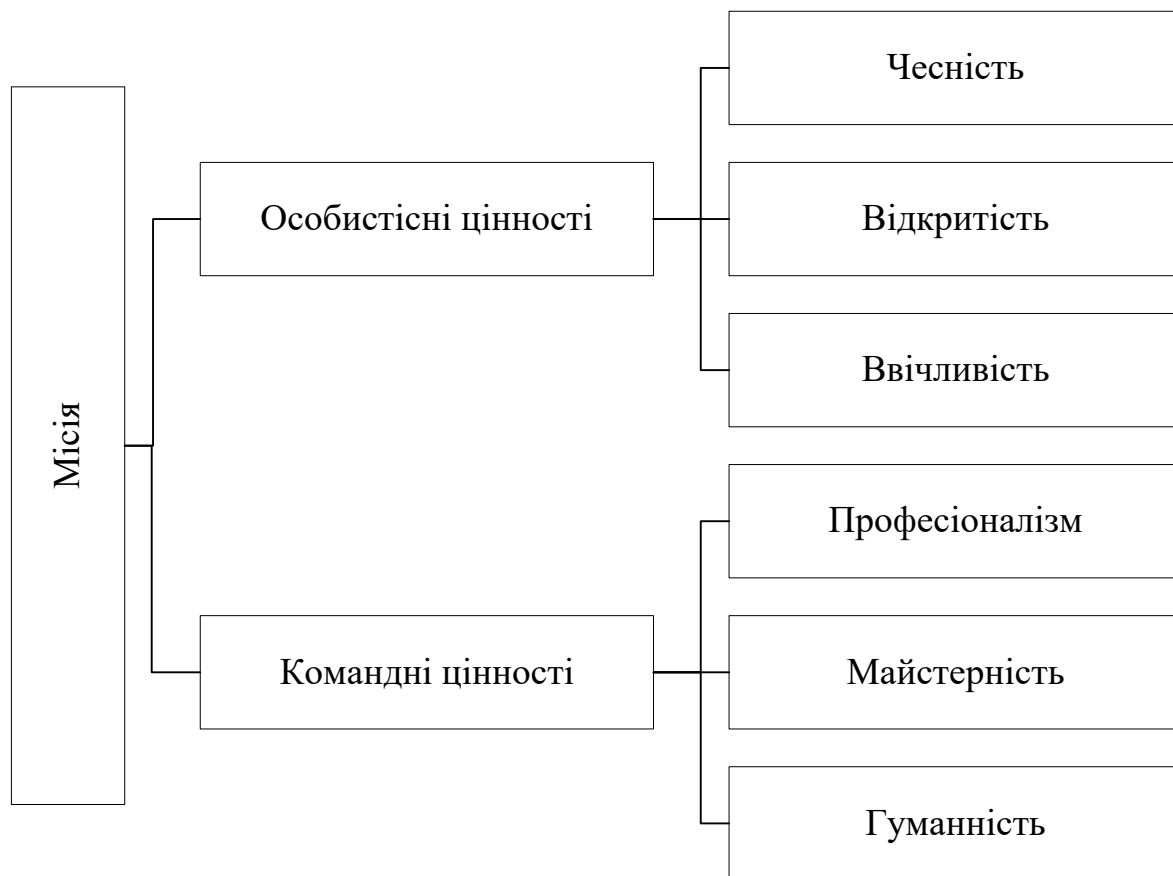 Місія
Особистісні цінності
Чесність
Відкритість
Ввічливість
Командні цінності
Професіоналізм
Майстерність
Гуманність